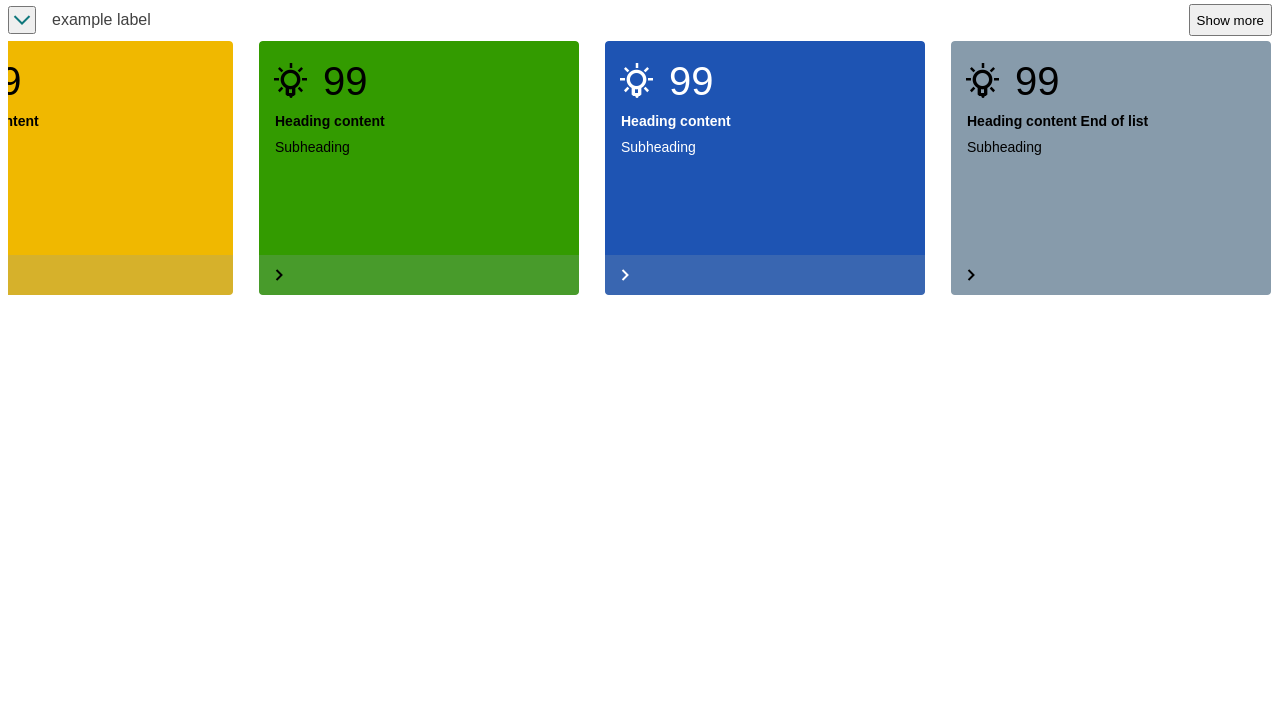 example label
Show more
9
ntent
99
Heading content
Subheading
99
Heading content
Subheading
99
Heading content End of list
Subheading